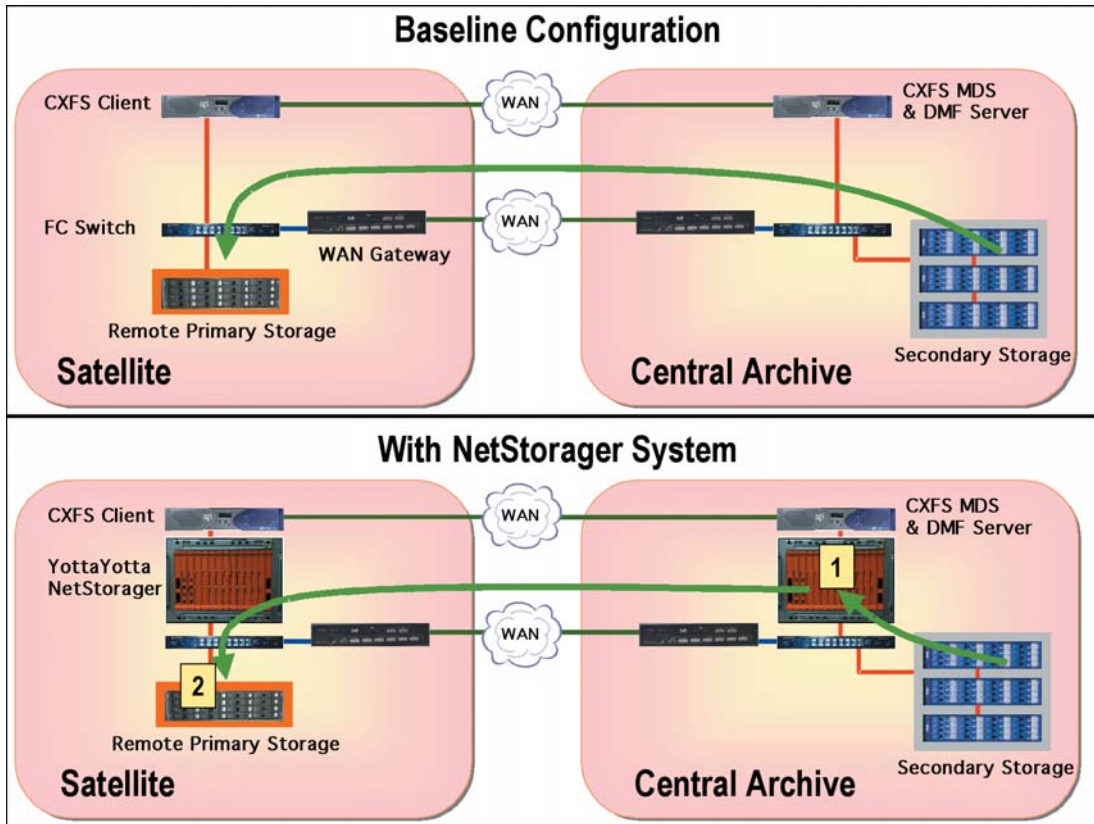 Baseline Configuration
CXFS Client
WAN
CXFS MDS
& DMF Server
FC Switch
WAN
WAN Gateway
Remote Primary Storage
Secondary Storage
Satellite
Central Archive
With NetStorager System
CXFS Client
WAN
CXFS MDS
& DMF Server
YottaYotta
NetStorager
1
WAN
2
Remote Primary Storage
Secondary Storage
Satellite
Central Archive